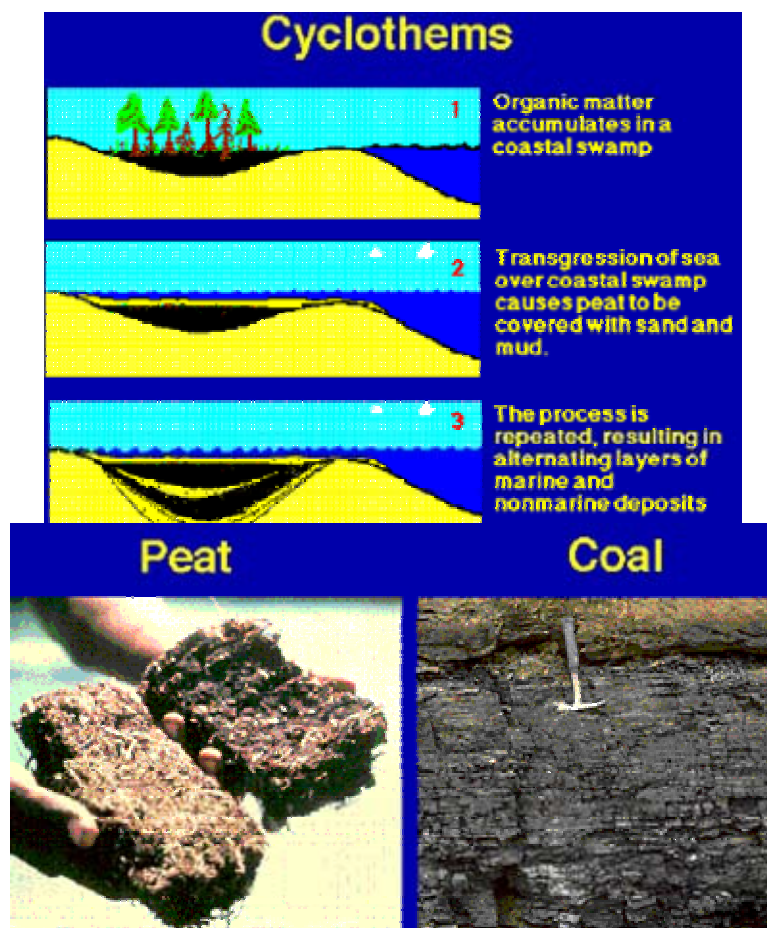 Cyclothems
1
Organic matter
accumulates in a
coastal swamp
2
Transgression of sea
over coastal swamp
causes peat to be
covered with sand and
mud.
3
The process is
repeated, resulting in
alternating layers of
marine and
nonmarine deposits
Peat
Coal